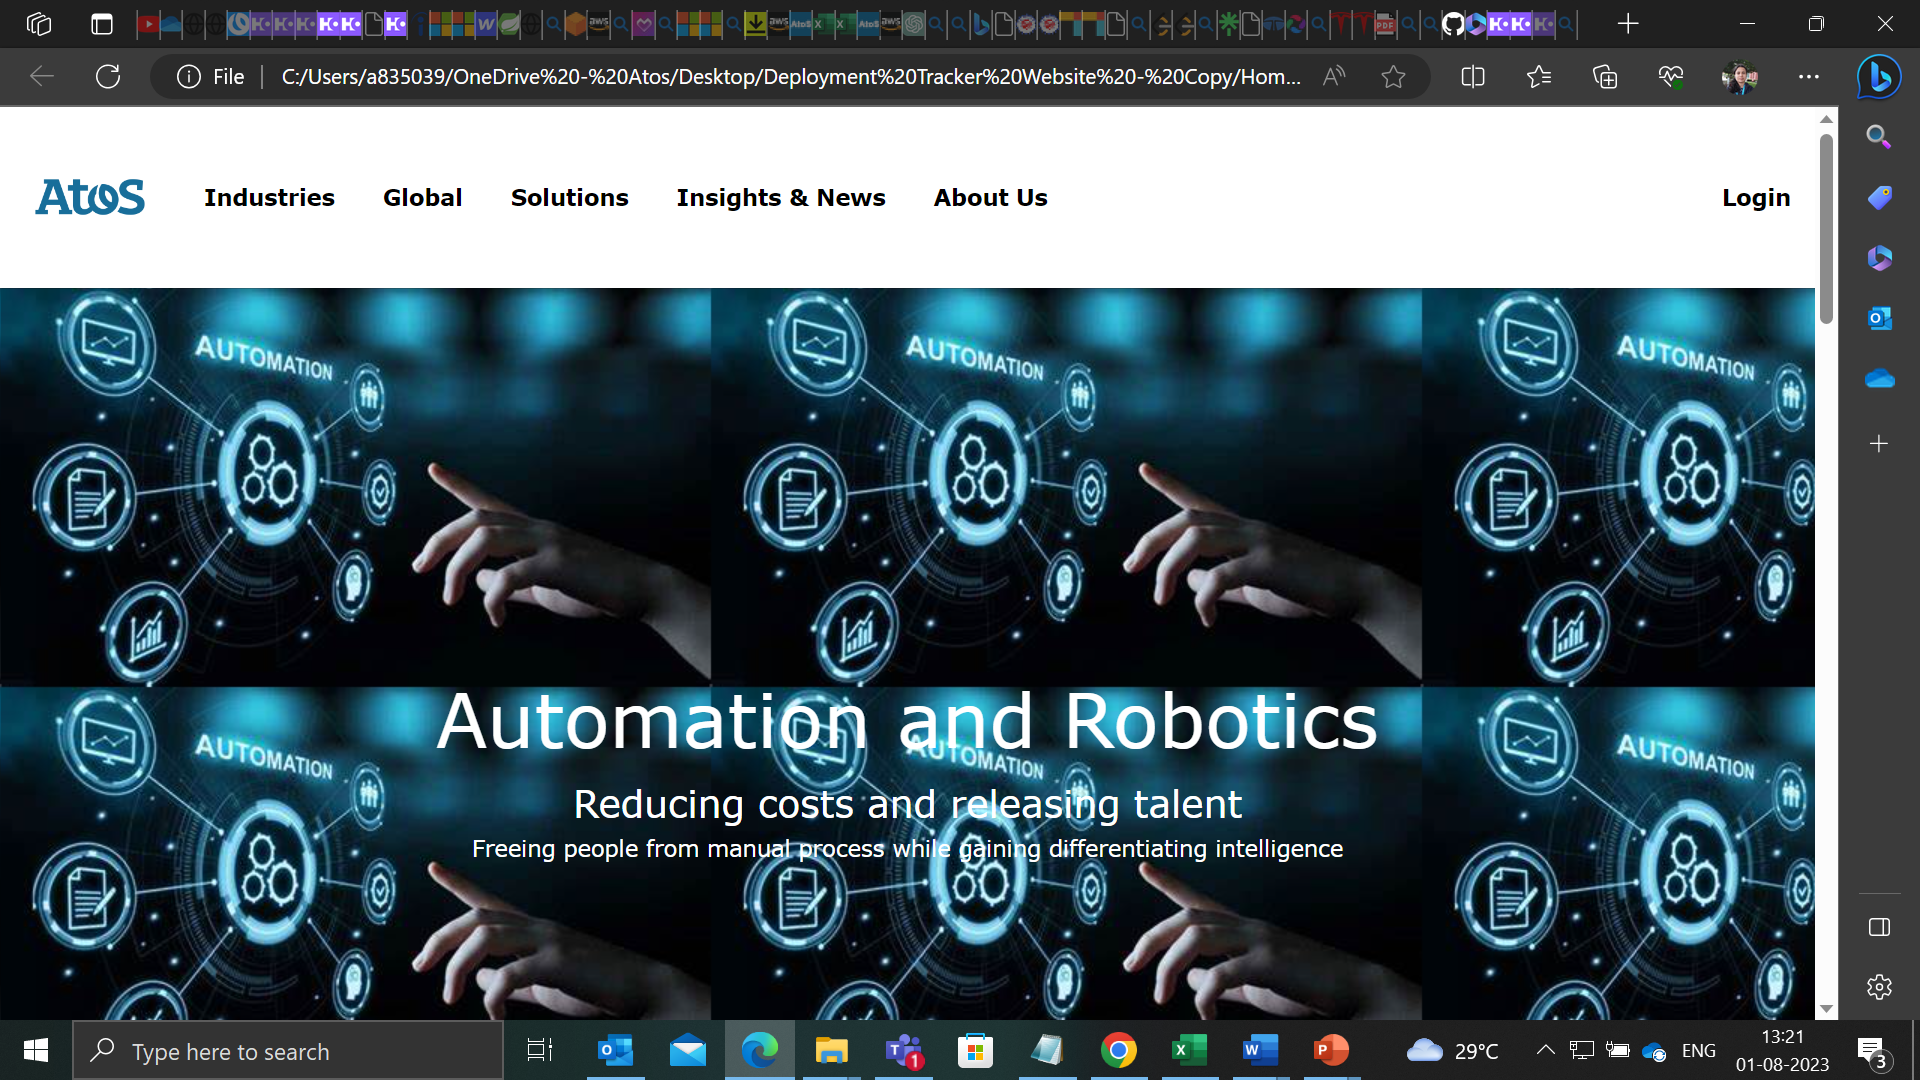 File
C:/Users/a835039/OneDrive%20-%20Atos/Desktop/Deployment%20Tracker%20Website%20-%20Copy/Hom...
Atos
Industries
Global
Solutions
Insights & News
About Us
Login
AUTOMATION
AUTOMATION
AUTOMATION
Automation and Robotics
AUTOMATION
AUTOMATION
AUTOMATION
Reducing costs and releasing talent
Freeing people from manual process while gaining differentiating intelligence
Type here to search
1
29°C
ENG
13:21
01-08-2023
3